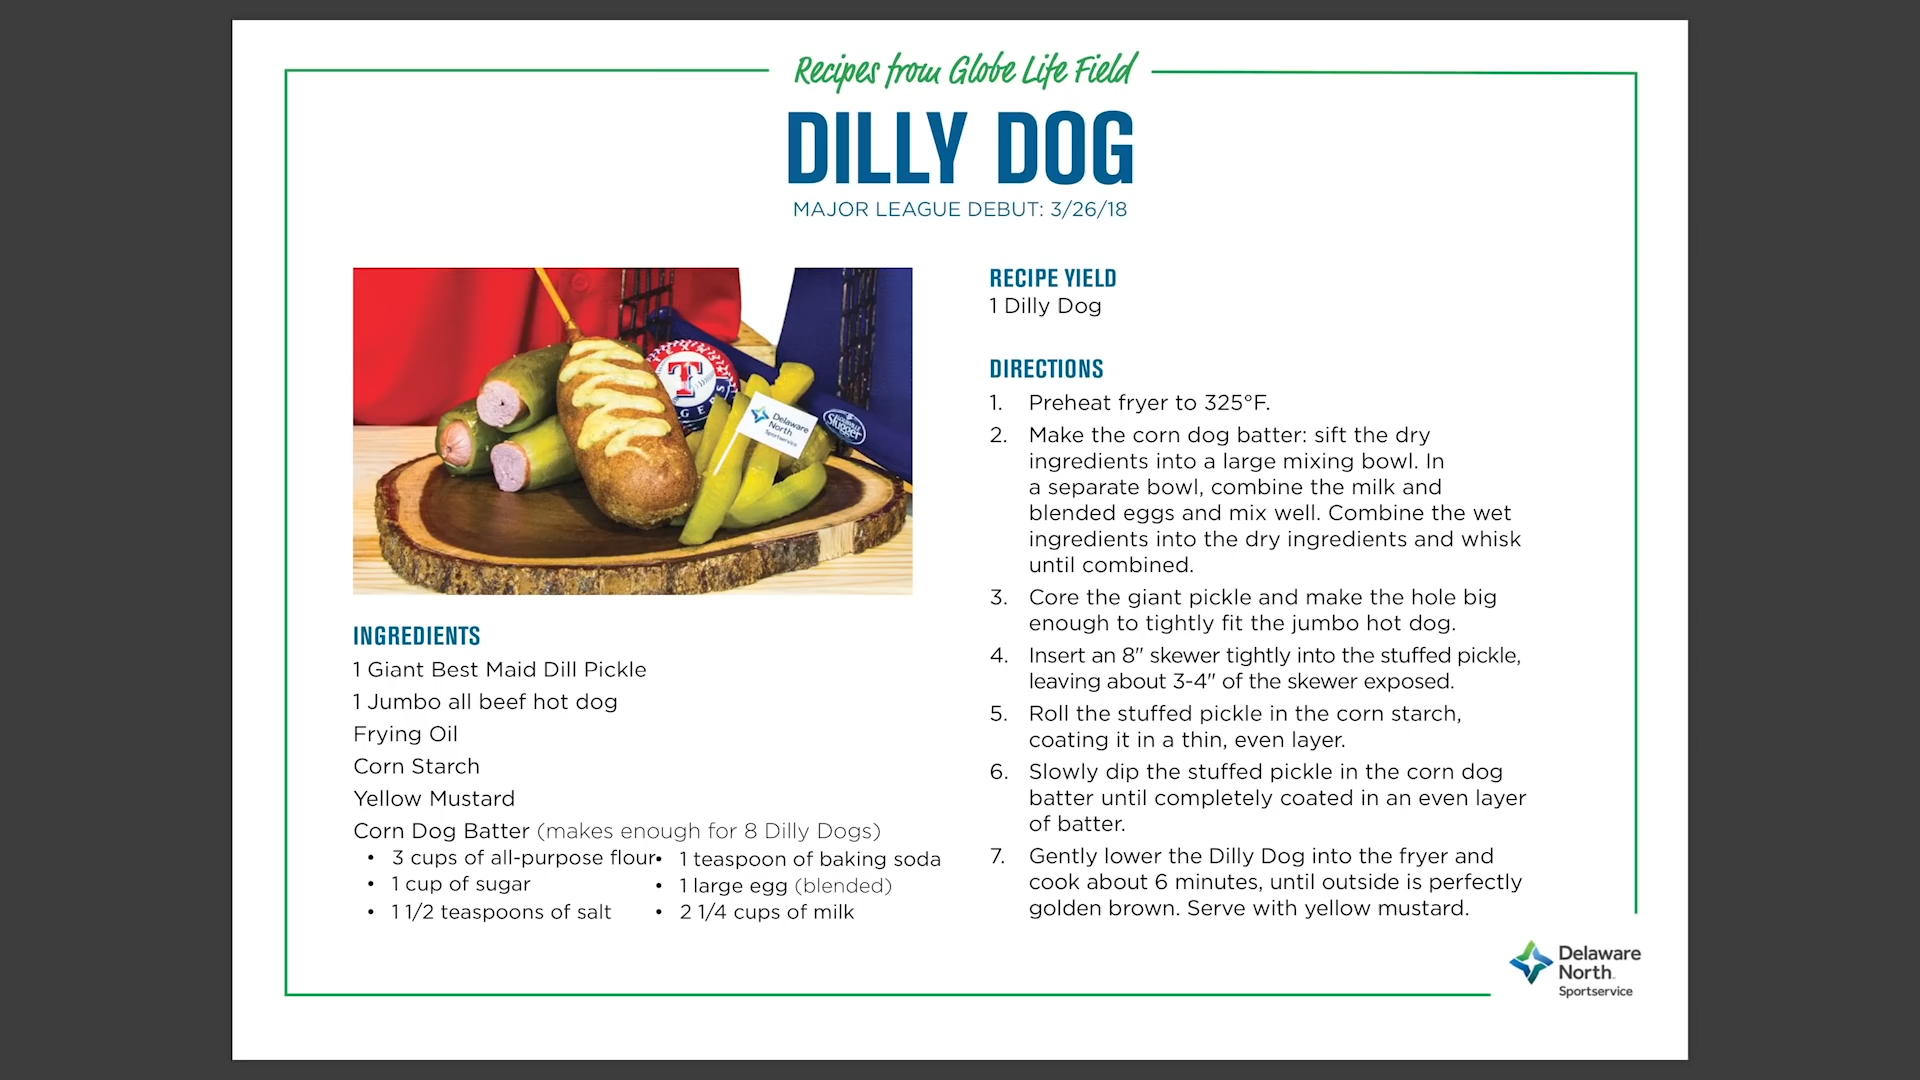 Recipes from Globe Life Field
DILLY DOG
MAJOR LEAGUE DEBUT: 3/26/18
T
Delaware
North
Sportservice
Slugger
INGREDIENTS
1 Giant Best Maid Dill Pickle
1 Jumbo all beef hot dog
Frying Oil
Corn Starch
Yellow Mustard
Corn Dog Batter (makes enough for 8 Dilly Dogs)
• 3 cups of all-purpose flour
• 1 cup of sugar
• 1 1/2 teaspoons of salt
• 1 teaspoon of baking soda
• 1 large egg (blended)
• 2 1/4 cups of milk
RECIPE YIELD
1 Dilly Dog
DIRECTIONS
1. Preheat fryer to 325°F.
2. Make the corn dog batter: sift the dry
ingredients into a large mixing bowl. In
a separate bowl, combine the milk and
blended eggs and mix well. Combine the wet
ingredients into the dry ingredients and whisk
until combined.
3. Core the giant pickle and make the hole big
enough to tightly fit the jumbo hot dog.
4. Insert an 8" skewer tightly into the stuffed pickle,
leaving about 3-4" of the skewer exposed.
5. Roll the stuffed pickle in the corn starch,
coating it in a thin, even layer.
6. Slowly dip the stuffed pickle in the corn dog
batter until completely coated in an even layer
of batter.
7. Gently lower the Dilly Dog into the fryer and
cook about 6 minutes, until outside is perfectly
golden brown. Serve with yellow mustard.
Delaware
North
Sportservice